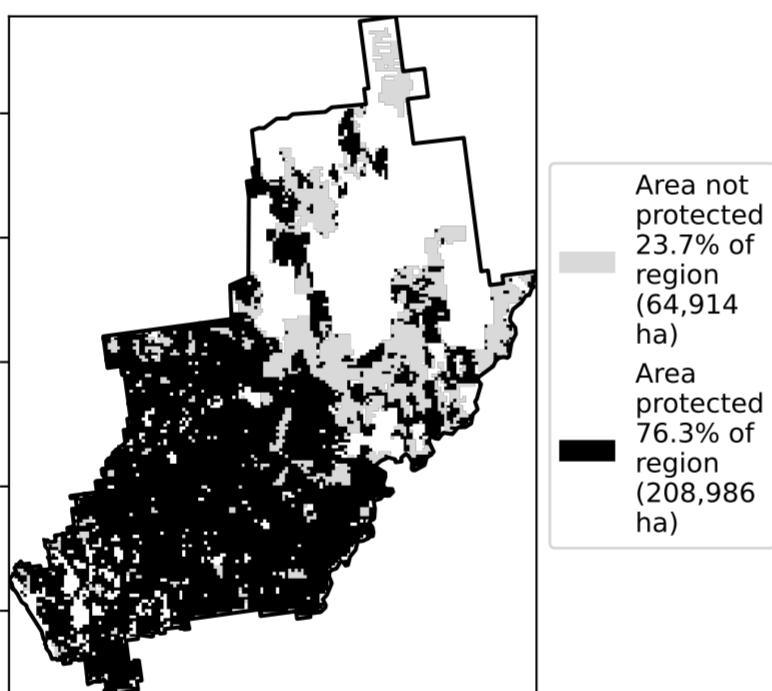 Area not
protected
23.7% of
region
(64,914
ha)
Area
protected
76.3% of
region
(208,986
ha)